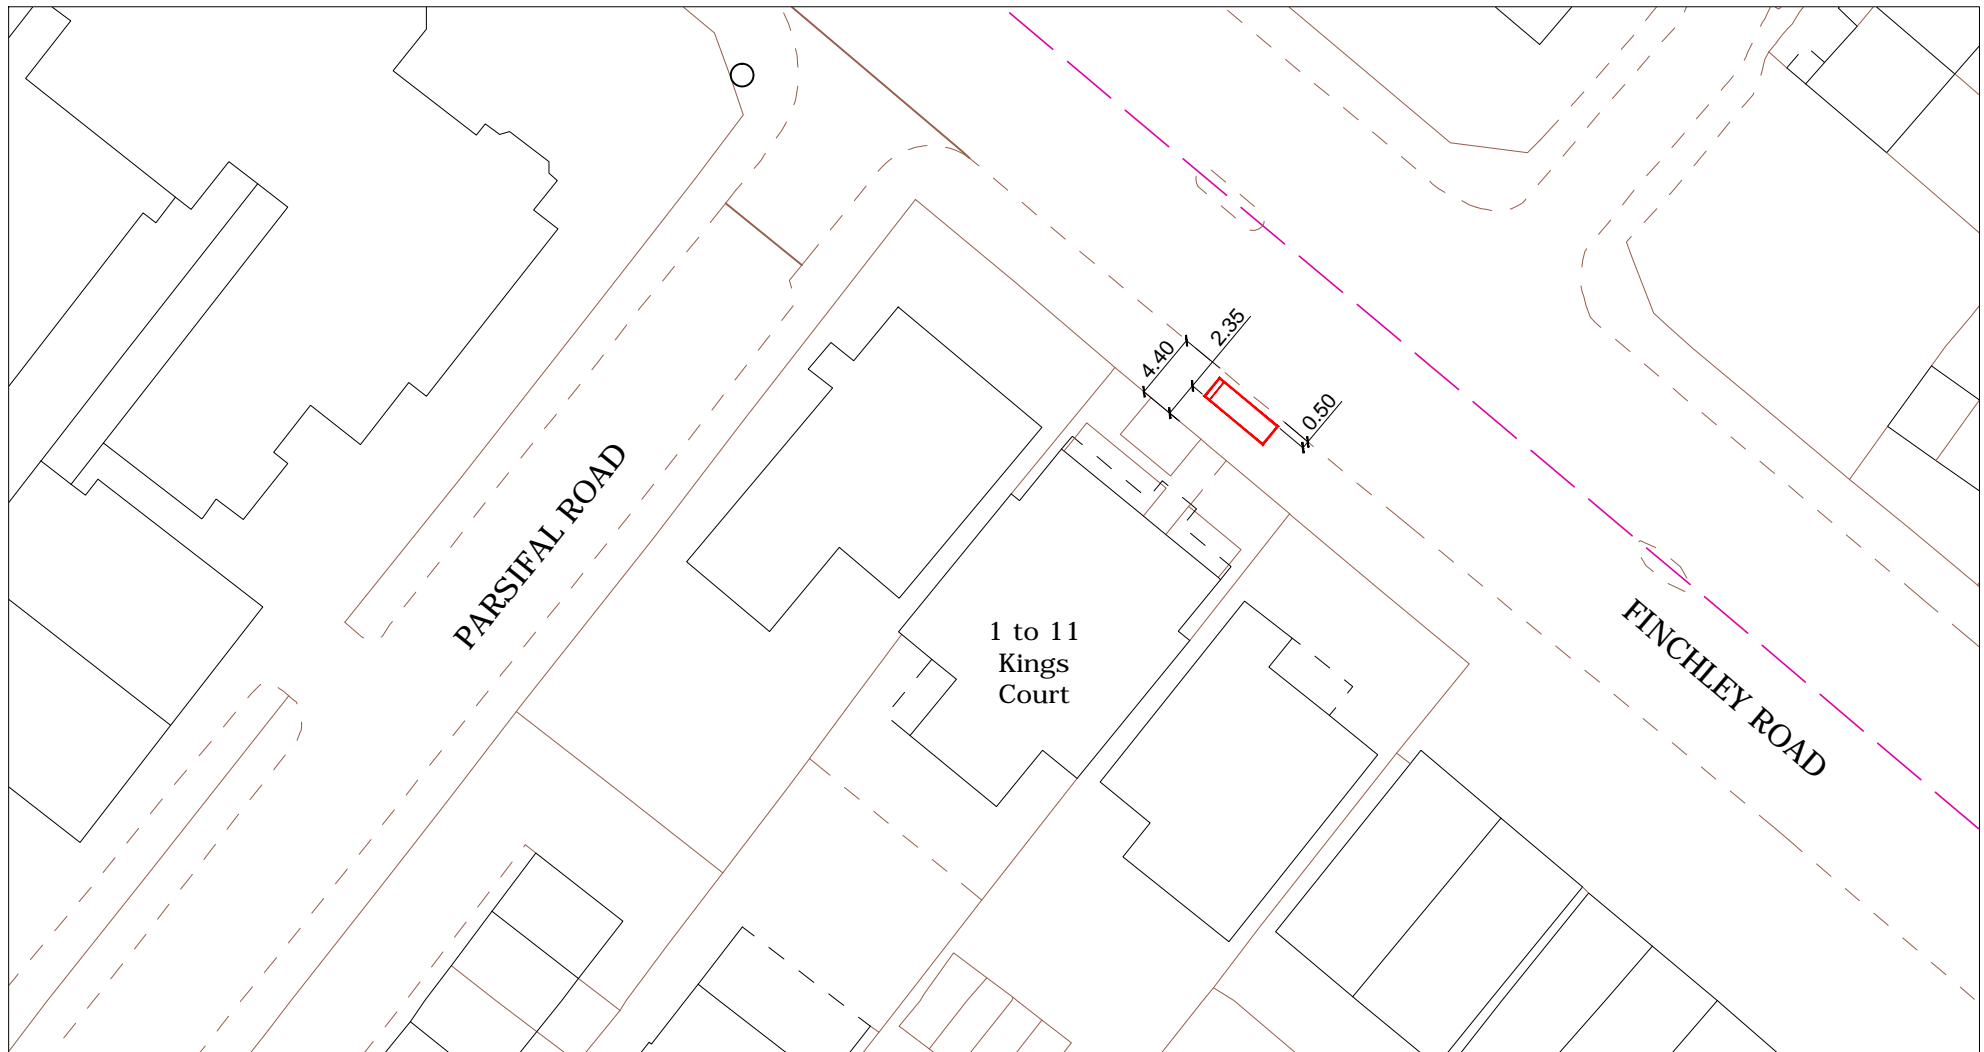 2.35
4.40
0.50
PARSIFAL ROAD
1 to 11
Kings
Court
FINCHLEY ROAD